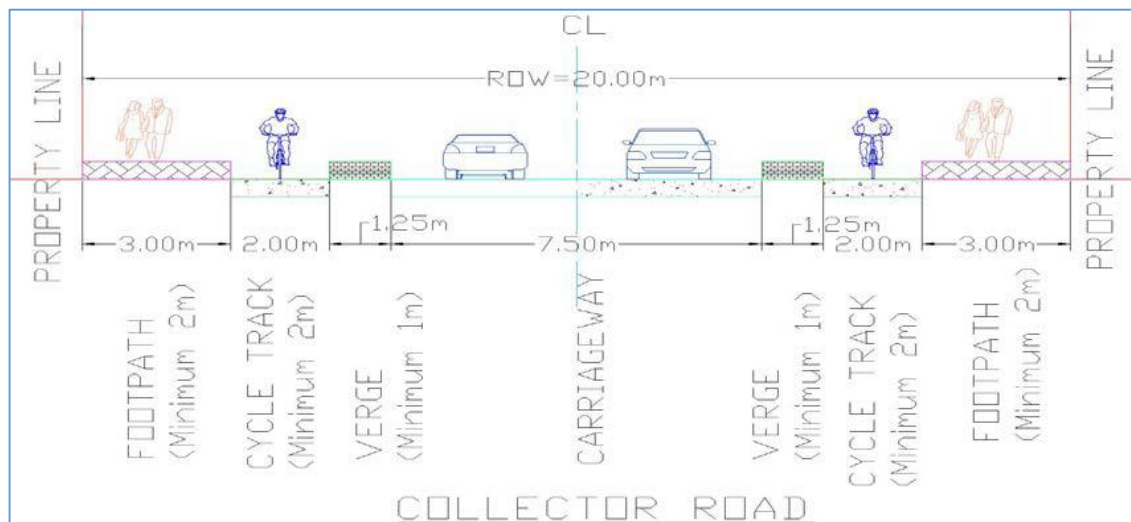 CL
ROW=20.00m
PROPERTY LINE
PROPERTY LINE
3.00m
2.00m
1.25m
7.50m
1.25m
2.00m
3.00m
FOOTPATH
(Minimum 2m)
CYCLE TRACK
(Minimum 2m)
VERGE
(Minimum 1m)
CARRIAGEWAY
VERGE
(Minimum 1m)
CYCLE TRACK
(Minimum 2m)
FOOTPATH
(Minimum 2m)
COLLECTOR ROAD